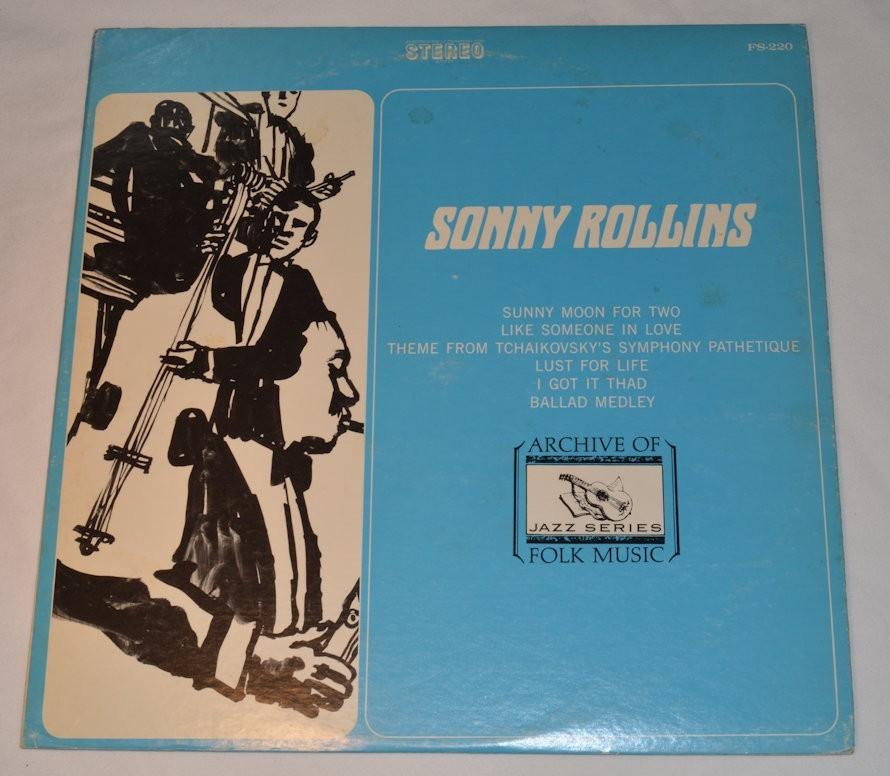 STEREO
FS-220
SONNY ROLLINS
SUNNY MOON FOR TWO
LIKE SOMEONE IN LOVE
THEME FROM TCHAIKOVSKY'S SYMPHONY PATHETIQUE
LUST FOR LIFE
I GOT IT THAD
BALLAD MEDLEY
ARCHIVE OF
JAZZ SERIES
FOLK MUSIC